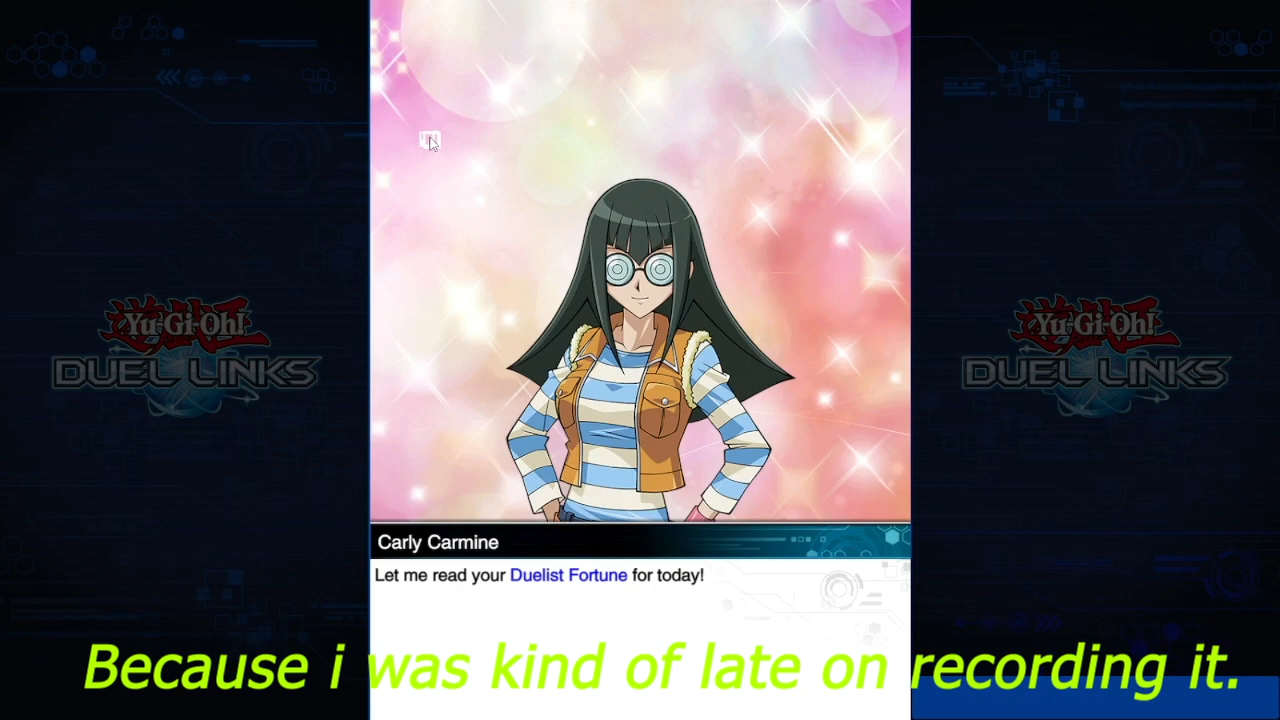 Yu-Gi-Oh!
DUEL LINKS
Yu-Gi-Oh!
DUEL LINKS
Carly Carmine
Let me read your Duelist Fortune for today!
Because i was kind of late on recording it.